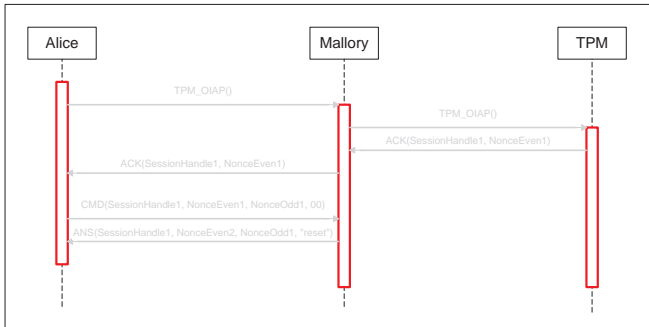 Alice
Mallory
TPM
TPM_OIAP()
TPM_OIAP()
ACK(SessionHandle1, NonceEven1)
ACK(SessionHandle1, NonceEven1)
CMD(SessionHandle1, NonceEven1, NonceOdd1, 00)
ANS(SessionHandle1, NonceEven2, NonceOdd1, "reset")